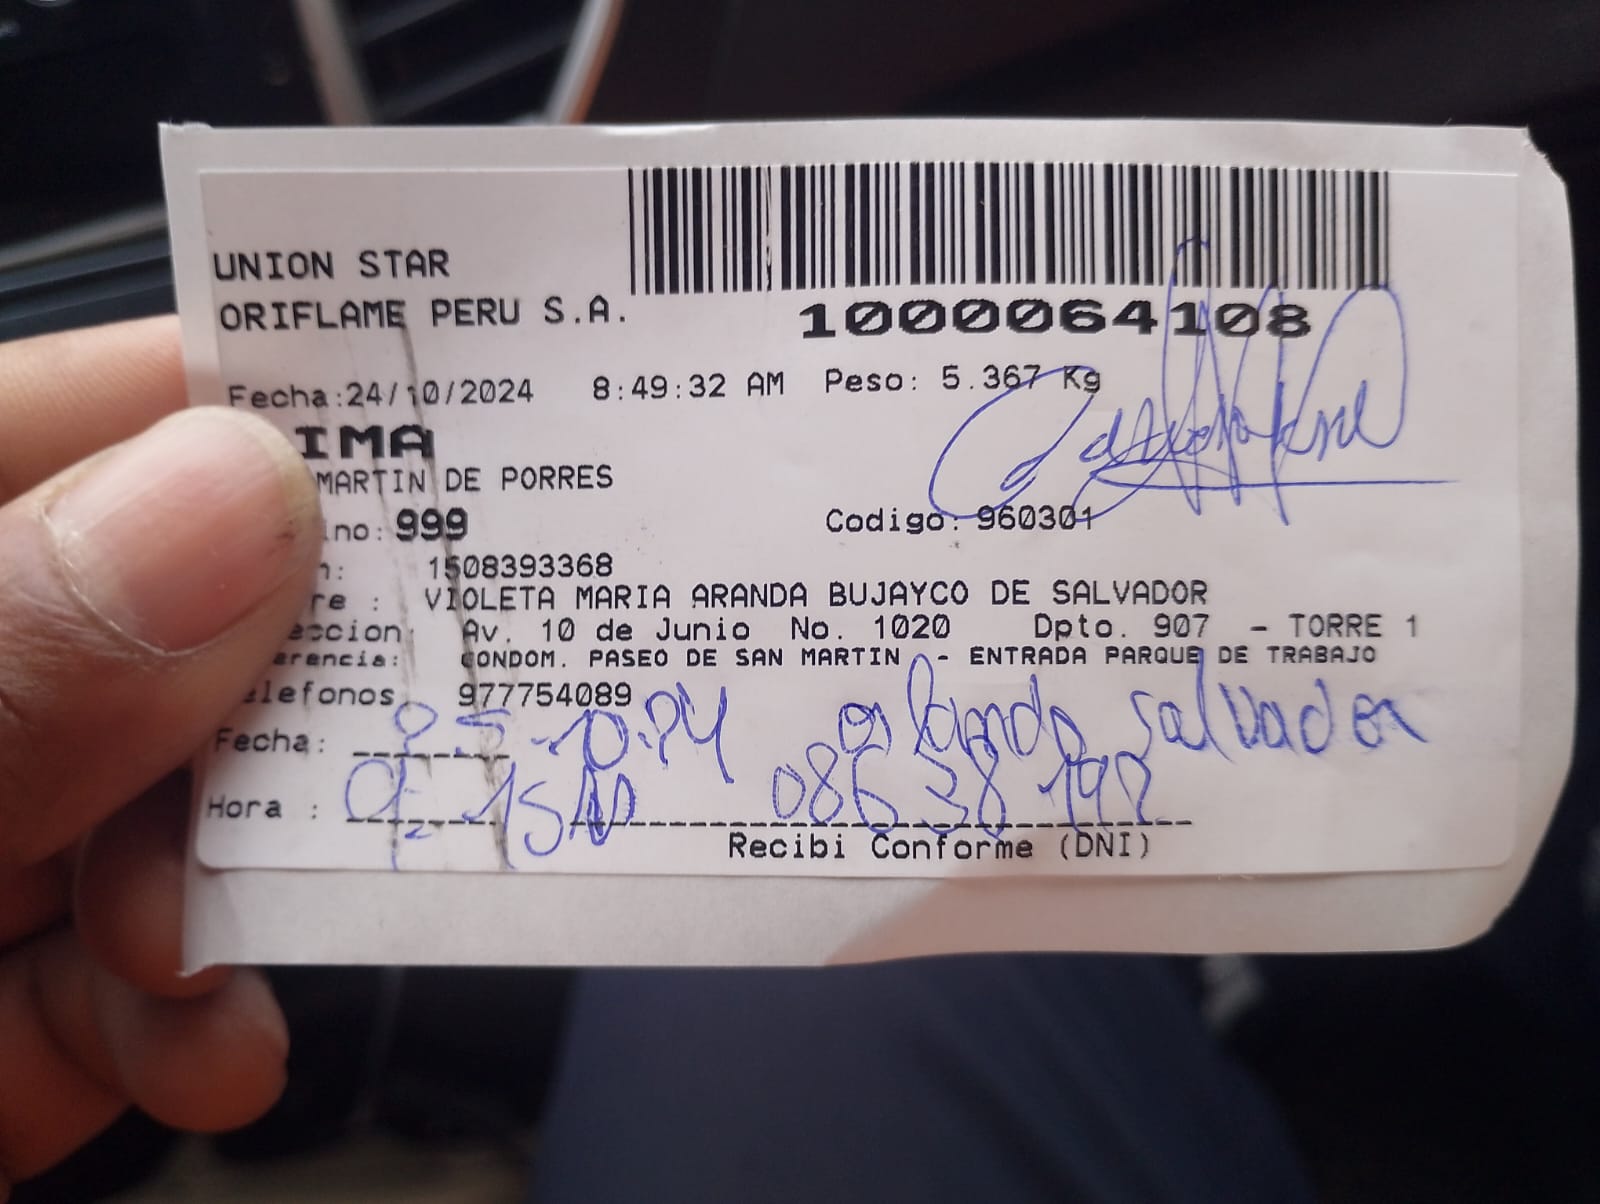 UNION STAR
ORIFLAME PERU S.A.
1000064108
Fecha:24/10/2024 8:49:32 AM Peso: 5.367 Kg
IMA
MARTIN DE PORRES
ino: 999 Codigo: 960301
n: 1508393368
re : VIOLETA MARIA ARANDA BUJAYCO DE SALVADOR
eccion: Av. 10 de Junio No. 1020 Dpto. 907 - TORRE 1
erencia: CONDOM. PASEO DE SAN MARTIN - ENTRADA PARQUE DE TRABAJO
elefonos 977754089
Fecha: orlando salvador
Hora :
Recibi Conforme (DNI)